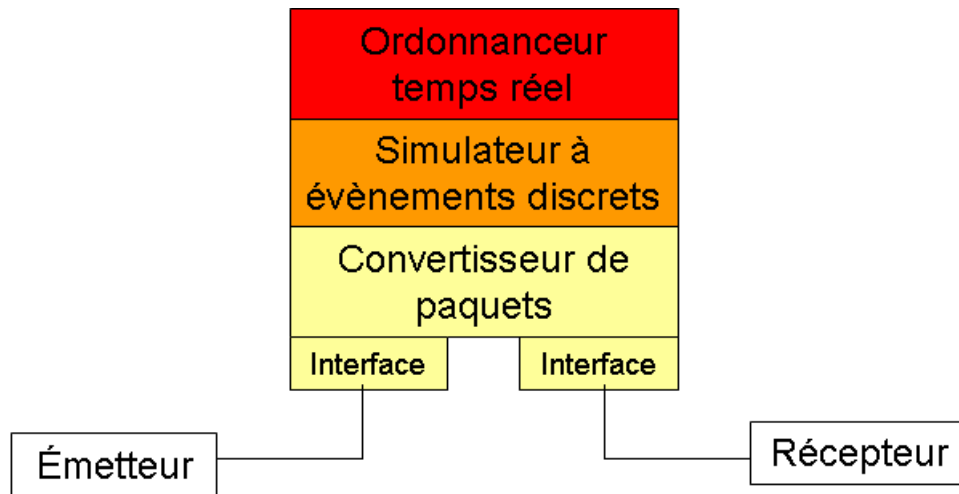 Ordonnanceur
temps réel
Simulateur à
évènements discrets
Convertisseur de
paquets
Interface
Interface
Émetteur
Récepteur